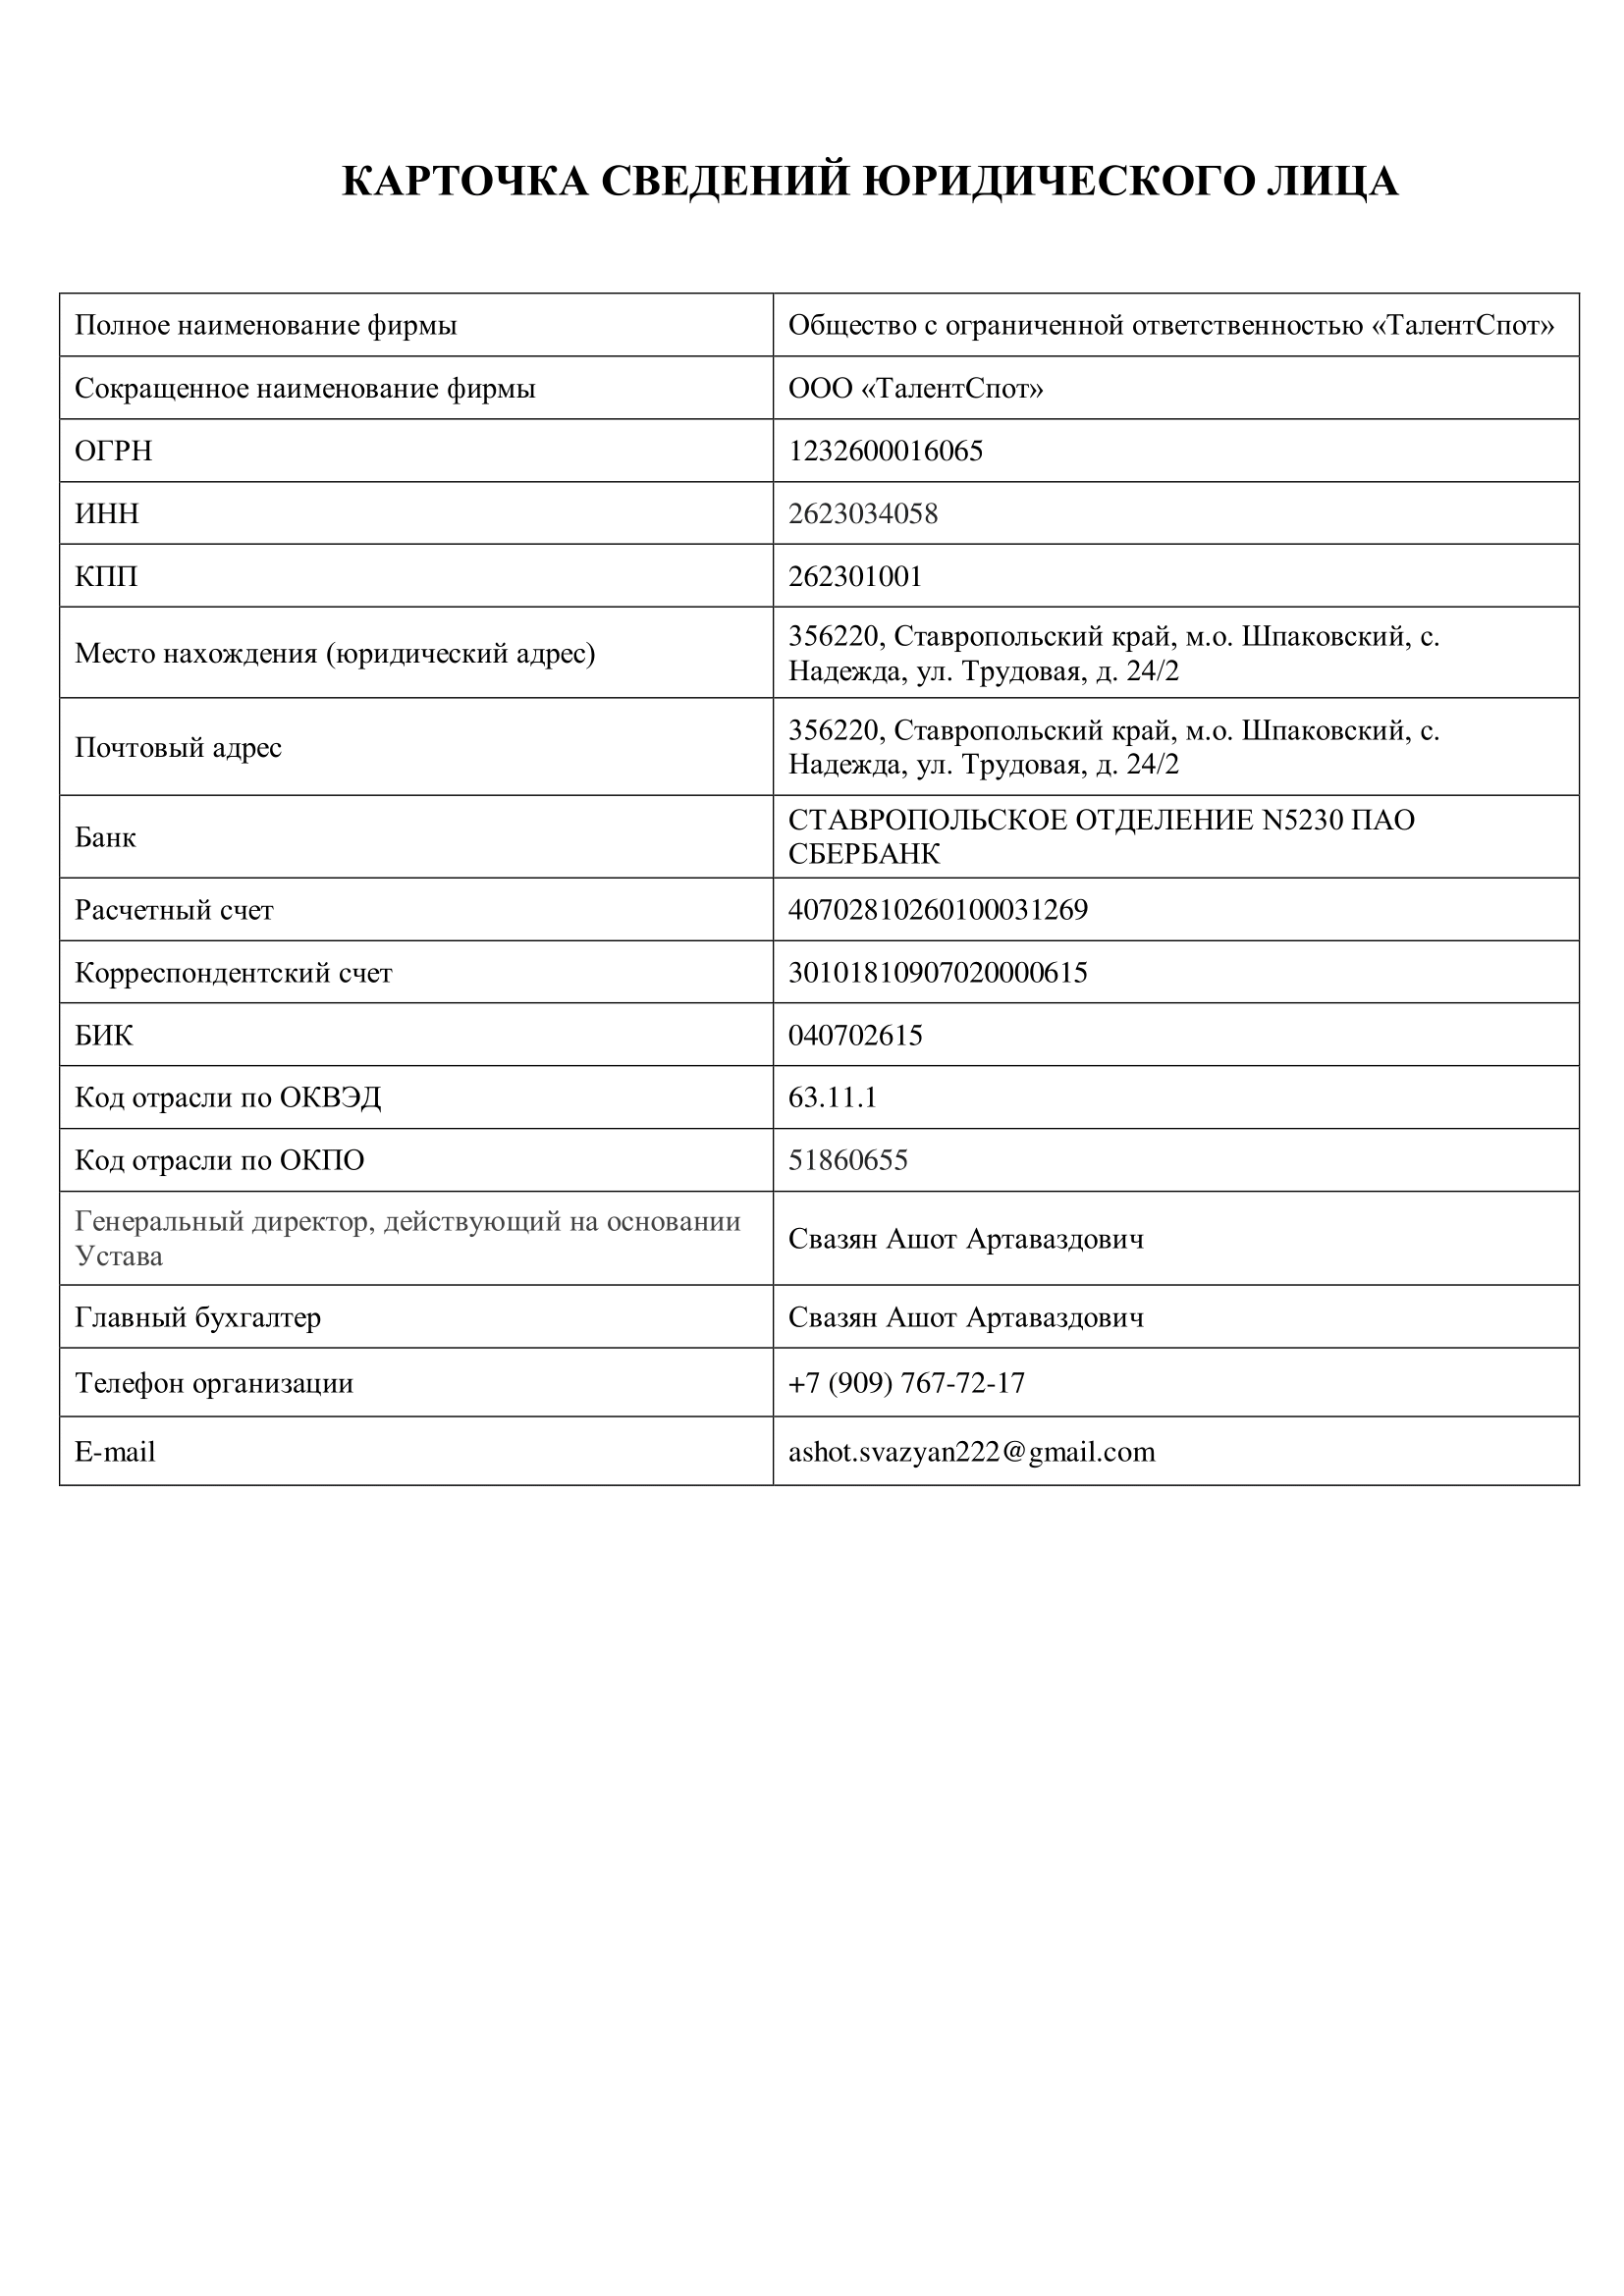 КАРТОЧКА СВЕДЕНИЙ ЮРИДИЧЕСКОГО ЛИЦА
Полное наименование фирмы
Общество с ограниченной ответственностью «ТалентСпот»
Сокращенное наименование фирмы
ООО «ТалентСпот»
ОГРН
1232600016065
ИНН
2623034058
КПП
262301001
Место нахождения (юридический адрес)
356220, Ставропольский край, м.о. Шпаковский, с.
Надежда, ул. Трудовая, д. 24/2
Почтовый адрес
356220, Ставропольский край, м.о. Шпаковский, с.
Надежда, ул. Трудовая, д. 24/2
Банк
СТАВРОПОЛЬСКОЕ ОТДЕЛЕНИЕ N5230 ПАО
СБЕРБАНК
Расчетный счет
40702810260100031269
Корреспондентский счет
30101810907020000615
БИК
040702615
Код отрасли по ОКВЭД
63.11.1
Код отрасли по ОКПО
51860655
Генеральный директор, действующий на основании
Устава
Свазян Ашот Артаваздович
Главный бухгалтер
Свазян Ашот Артаваздович
Телефон организации
+7 (909) 767-72-17
E-mail
ashot.svazyan222@gmail.com